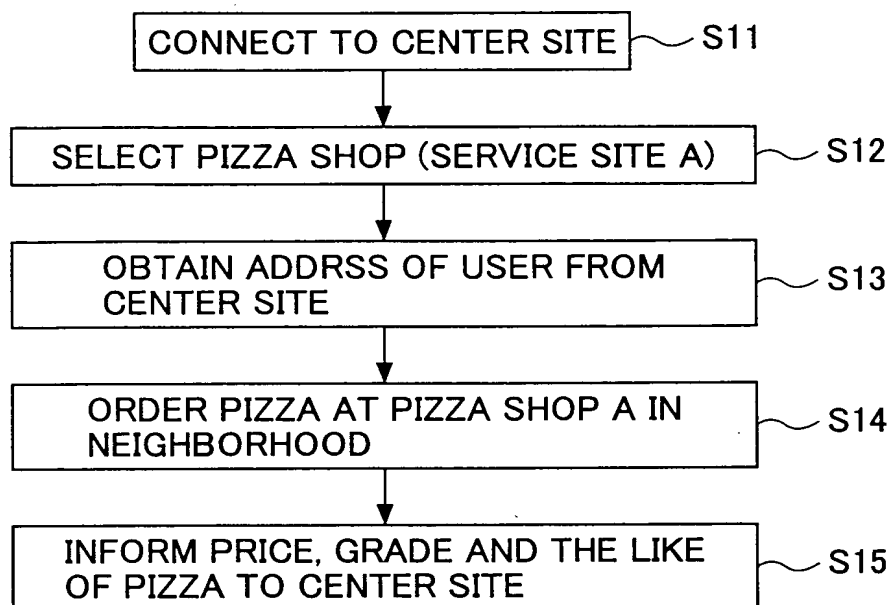 CONNECT TO CENTER SITE S11
SELECT PIZZA SHOP (SERVICE SITE A) S12
OBTAIN ADDRSS OF USER FROM
CENTER SITE S13
ORDER PIZZA AT PIZZA SHOP A IN
NEIGHBORHOOD S14
INFORM PRICE, GRADE AND THE LIKE
OF PIZZA TO CENTER SITE S15